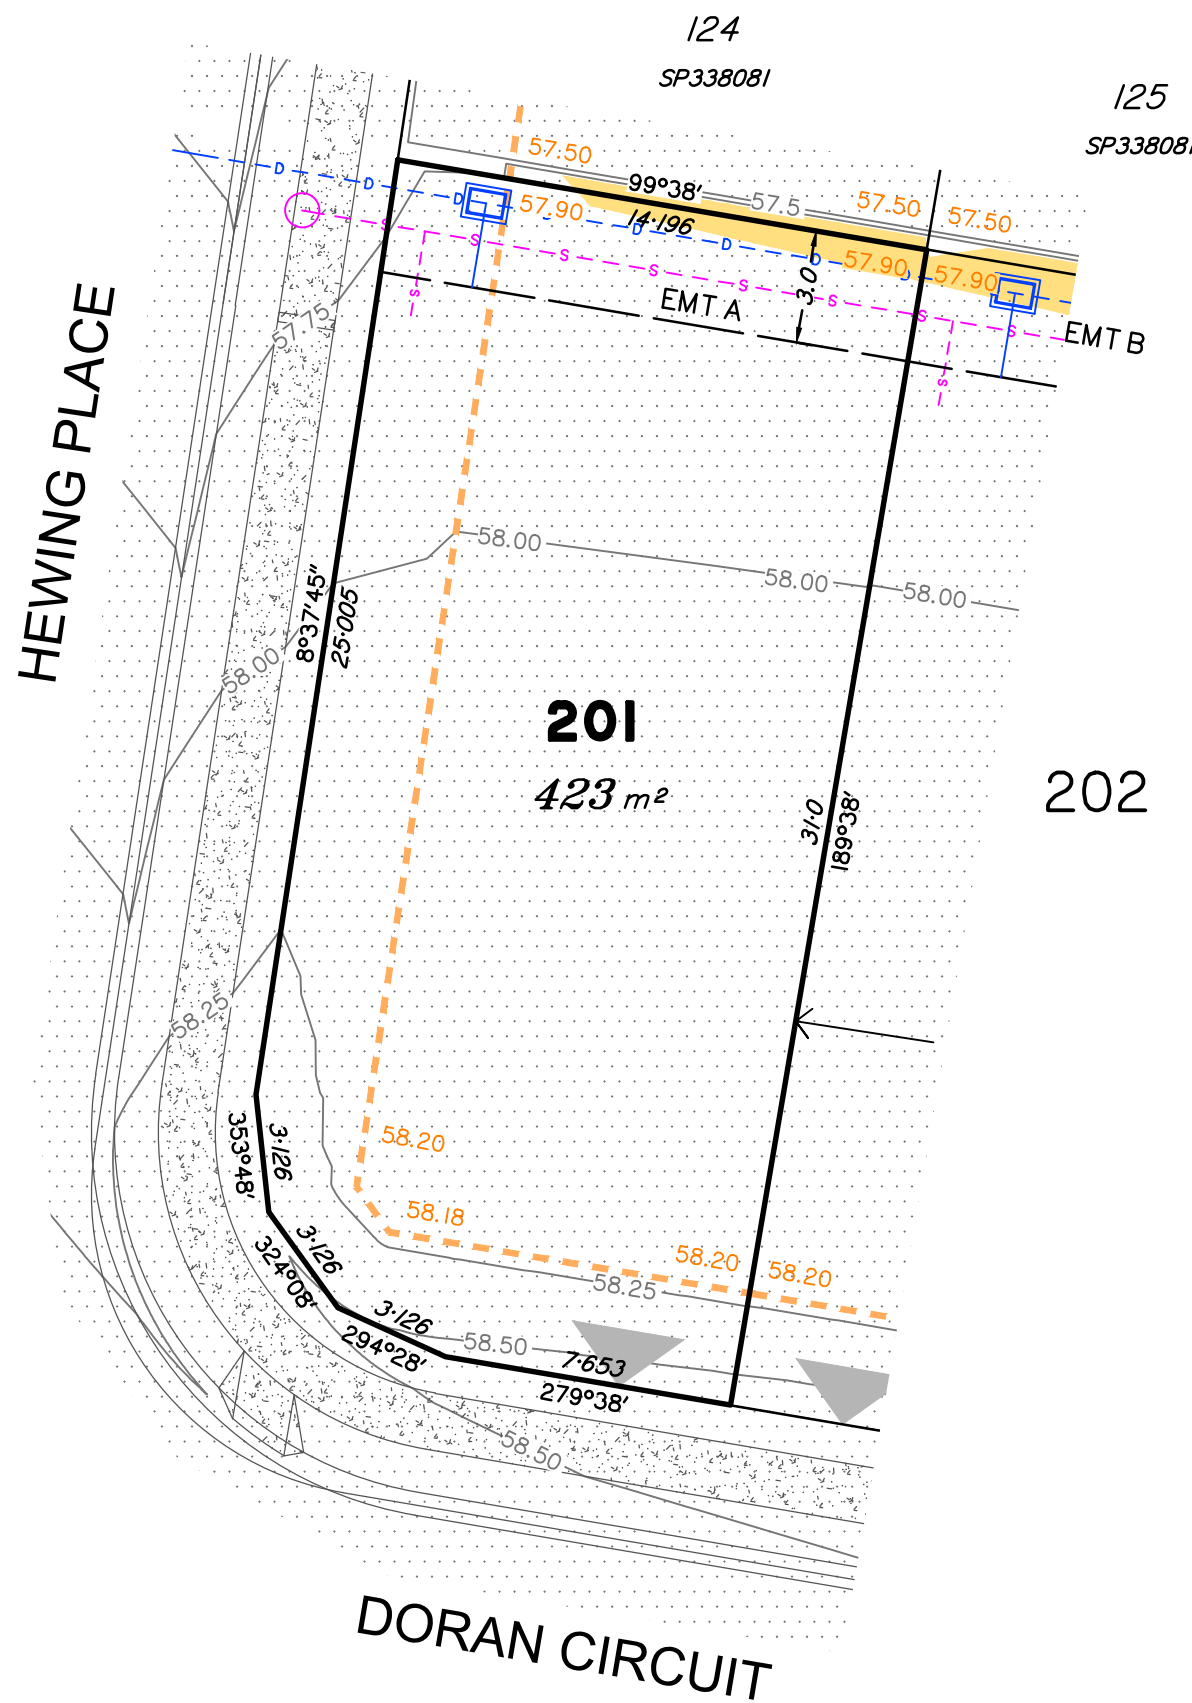 124
SP338081
125
SP338081
57.50
99°38'
57.5
57.50
57.50
57.90
14·196
57.90
57.90
D
D
D
D
D
D
D
S
S
S
S
S
S
S
S
S
S
3.0
EMT A
EMT B
57.75
HEWING PLACE
58.00
58.00
58.00
8°37'45"
25·005
58.00
201
423 m²
202
31·0
189°38'
58.25
353°48'
3·126
58.20
58.18
3·126
324°08'
58.20
58.20
58.25
3·126
294°28'
58.50
7·653
279°38'
58.50
DORAN CIRCUIT